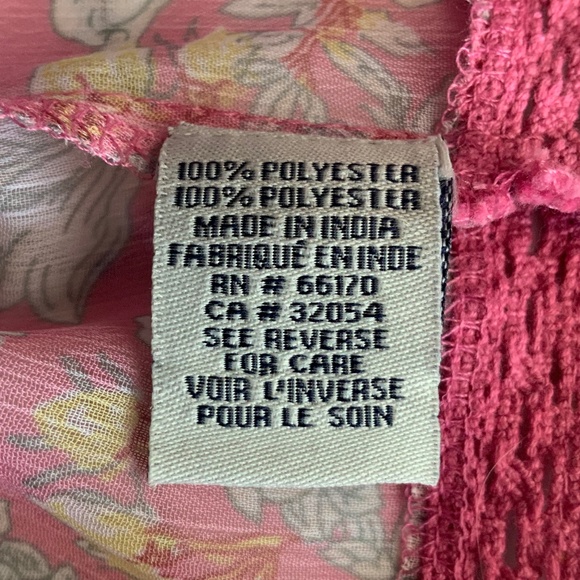 100% POLYESTER
100% POLYESTER
MADE IN INDIA
FABRIQUÉ EN INDE
RN # 66170
CA # 32054
SEE REVERSE
FOR CARE
VOIR L'INVERSE
POUR LE SOIN